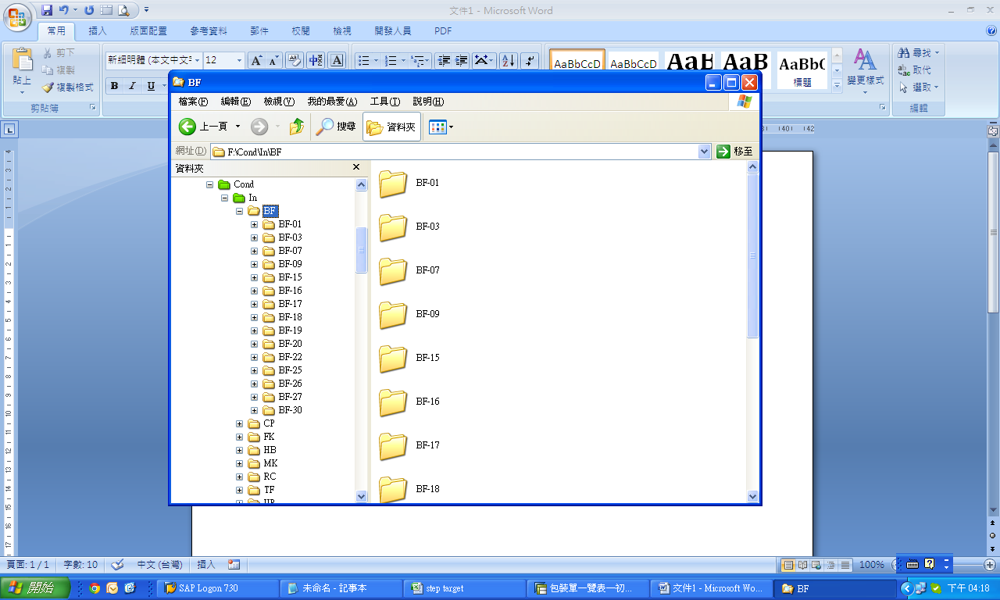 文件1 - Microsoft Word
常用 插入 版面配置 參考資料 郵件 校閱 檢視 開發人員 PDF
剪下
複製
貼上 複製格式
剪貼簿
新細明體 (本文中文字 12
B I U
AaBbCcD AaBbCcD AaB AaB AaBbC
標題
變更樣式
尋找
取代
選取
編輯
BF
檔案(F) 編輯(E) 檢視(V) 我的最愛(A) 工具(T) 說明(H)
上一頁 搜尋 資料夾
網址(D) F:\Cond\In\BF 移至
資料夾
Cond
In
BF
BF-01
BF-03
BF-07
BF-09
BF-15
BF-16
BF-17
BF-18
BF-19
BF-20
BF-22
BF-25
BF-26
BF-27
BF-30
CP
FK
HB
MK
RC
TF
BF-01
BF-03
BF-07
BF-09
BF-15
BF-16
BF-17
BF-18
頁面: 1 / 1 字數: 10 中文 (台灣) 插入 100%
開始 SAP Logon 730 未命名 - 記事本 step target 包裝單一覽表一初... 文件1 - Microsoft Wo... BF 下午 04:18